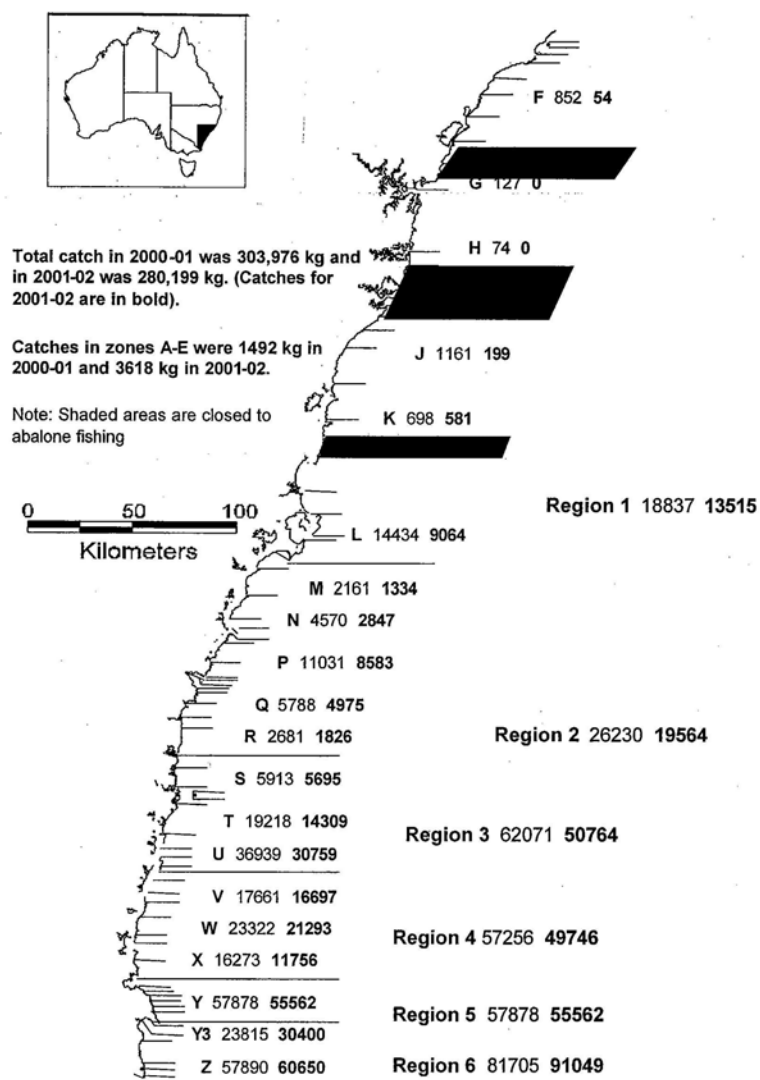 F 852 54
G 127 0
H 74 0
Total catch in 2000-01 was 303,976 kg and
in 2001-02 was 280,199 kg. (Catches for
2001-02 are in bold).
Catches in zones A-E were 1492 kg in
2000-01 and 3618 kg in 2001-02.
J 1161 199
Note: Shaded areas are closed to
abalone fishing
K 698 581
0 50 100
Kilometers
Region 1 18837 13515
L 14434 9064
M 2161 1334
N 4570 2847
P 11031 8583
Q 5788 4975
R 2681 1826
Region 2 26230 19564
S 5913 5695
T 19218 14309
Region 3 62071 50764
U 36939 30759
V 17661 16697
W 23322 21293
Region 4 57256 49746
X 16273 11756
Y 57878 55562
Region 5 57878 55562
Y3 23815 30400
Z 57890 60650
Region 6 81705 91049